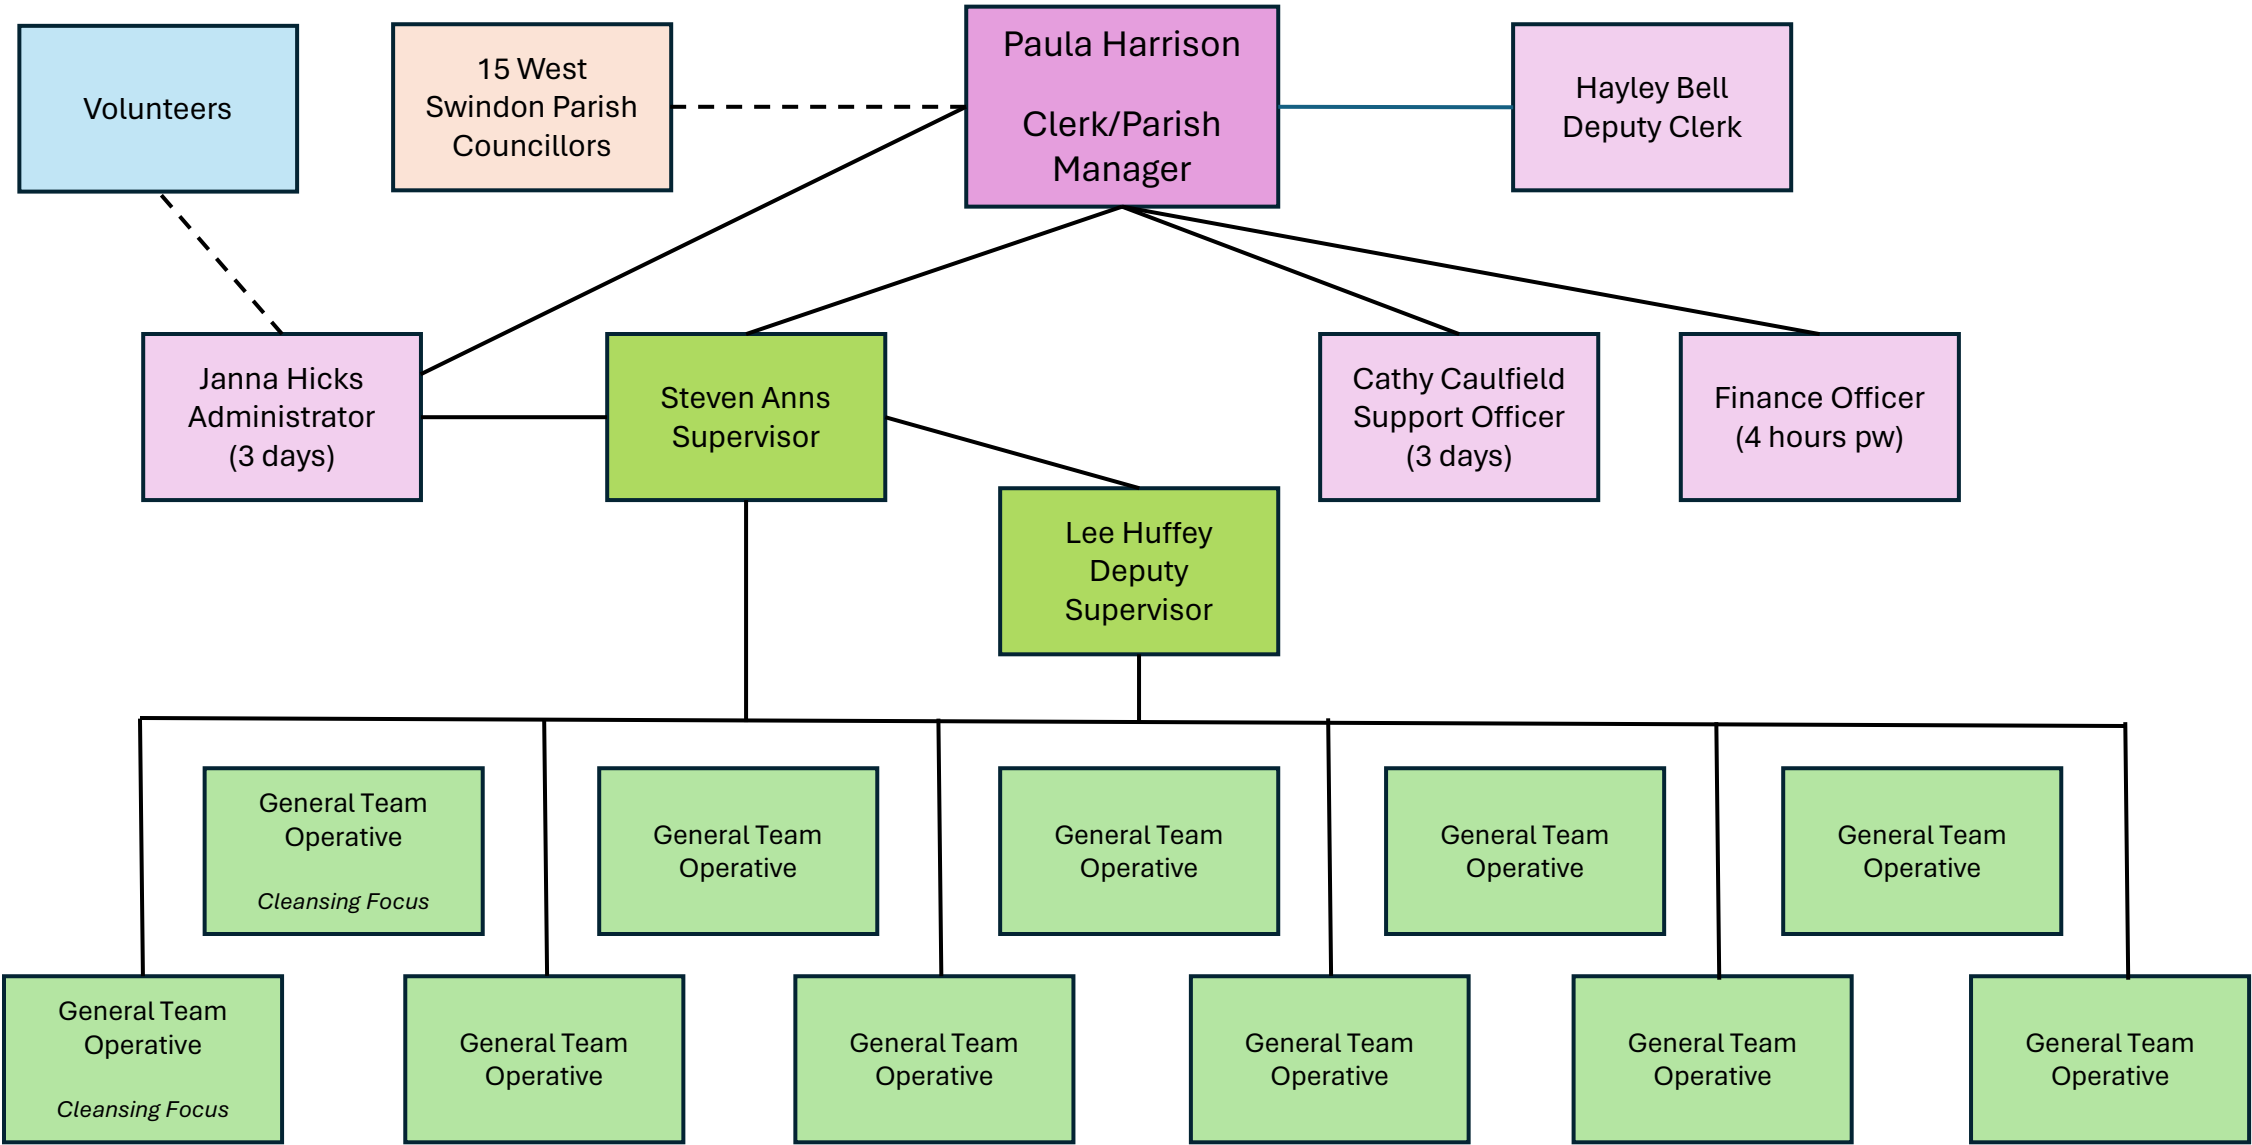 Volunteers
15 West
Swindon Parish
Councillors
Paula Harrison
Clerk/Parish
Manager
Hayley Bell
Deputy Clerk
Janna Hicks
Administrator
(3 days)
Steven Anns
Supervisor
Cathy Caulfield
Support Officer
(3 days)
Finance Officer
(4 hours pw)
Lee Huffey
Deputy
Supervisor
General Team
Operative
Cleansing Focus
General Team
Operative
General Team
Operative
General Team
Operative
General Team
Operative
General Team
Operative
Cleansing Focus
General Team
Operative
General Team
Operative
General Team
Operative
General Team
Operative
General Team
Operative